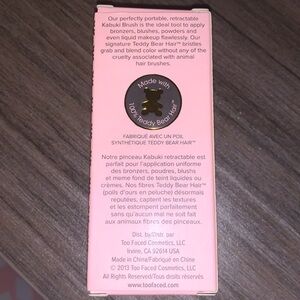 Our perfectly portable, retractable
Kabuki Brush is the ideal tool to apply
bronzers, blushes, powders and
even liquid makeup flawlessly. Our
signature Teddy Bear Hair™ bristles
grab and blend color without any of the
cruelty associated with animal
hair brushes.
Made with
100% Teddy Bear Hair™
FABRIQUÉ AVEC UN POIL
SYNTHÉTIQUE TEDDY BEAR HAIR™
Notre pinceau Kabuki retractable est
parfait pour l'application uniforme
des bronzers, poudres, blushs
et meme fond de teint liquides ou
crèmes. Nos fibres Teddy Bear Hair™
(poils d'ours en peluche) désormais
reputées, captent les textures
et les estompent parfaitement
sans qu'aucun mal ne soit fait
aux animaux fibres des pinceaux.
Dist. by/Distr. par
Too Faced Cosmetics, LLC
Irvine, CA 92614 USA
Made in China/Fabriqué en Chine
© 2013 Too Faced Cosmetics, LLC
All Rights Reserved/Tous droits réservés.
www.toofaced.com